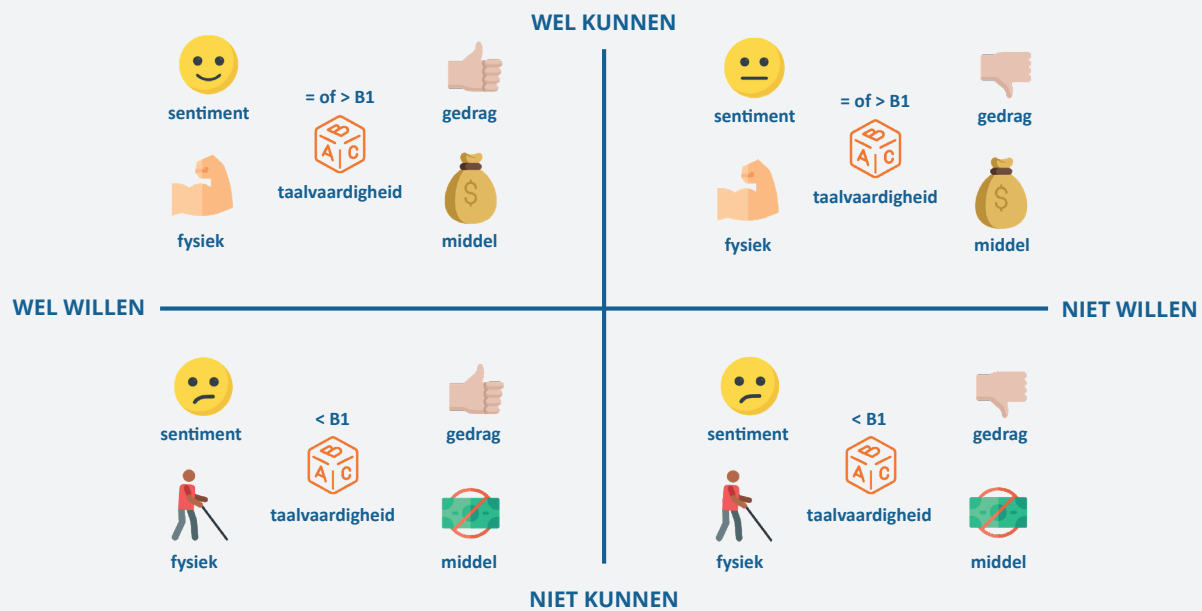 WEL KUNNEN
sentiment
= of > B1
gedrag
B
A C
taalvaardigheid
$
fysiek
middel
sentiment
= of > B1
gedrag
B
A C
taalvaardigheid
$
fysiek
middel
WEL WILLEN
NIET WILLEN
sentiment
< B1
gedrag
B
A C
taalvaardigheid
fysiek
middel
sentiment
< B1
gedrag
B
A C
taalvaardigheid
fysiek
middel
NIET KUNNEN